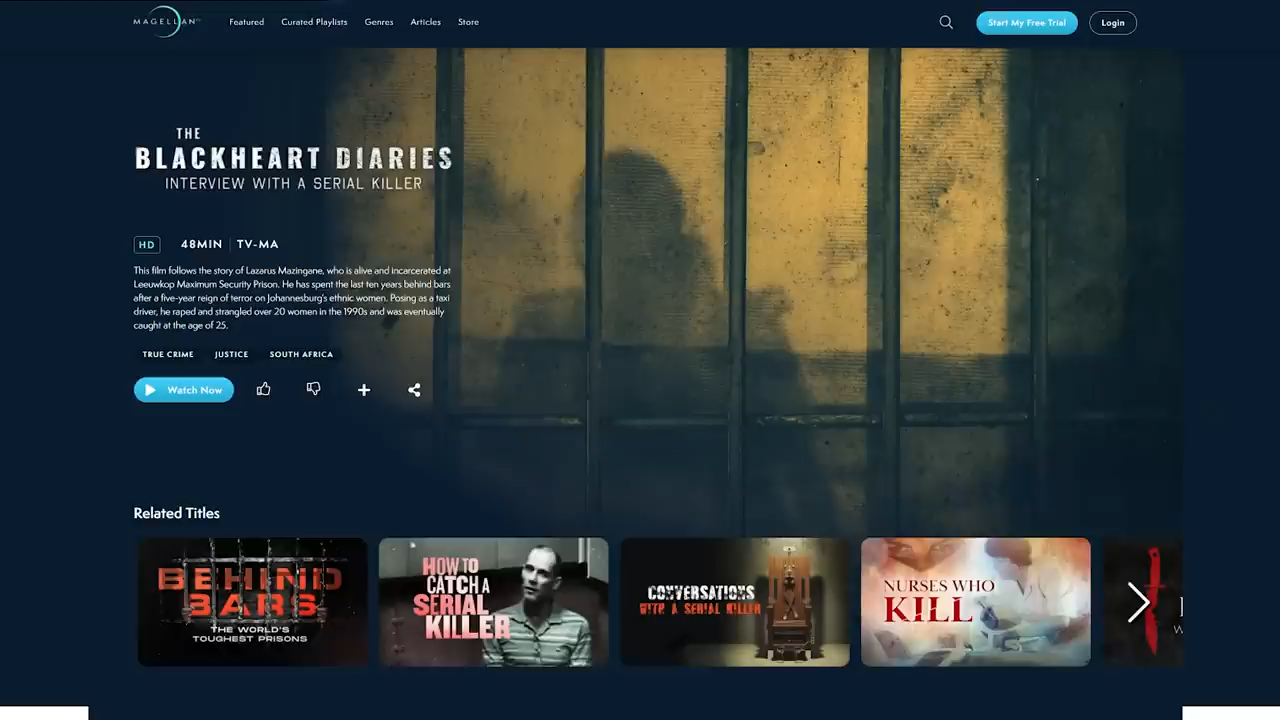 MAGELLAN TV
Featured
Curated Playlists
Genres
Articles
Store
Start My Free Trial
Login
THE
BLACKHEART DIARIES
INTERVIEW WITH A SERIAL KILLER
HD
48MIN
TV-MA
This film follows the story of Lazarus Mazingane, who is alive and incarcerated at
Leeuwkop Maximum Security Prison. He has spent the last ten years behind bars
after a five-year reign of terror on Johannesburg's ethnic women. Posing as a taxi
driver, he raped and strangled over 20 women in the 1990s and was eventually
caught at the age of 25.
TRUE CRIME
JUSTICE
SOUTH AFRICA
Watch Now
Related Titles
BEHIND
BARS
THE WORLD'S
TOUGHEST PRISONS
HOW TO
CATCH A
SERIAL
KILLER
CONVERSATIONS
WITH A SERIAL KILLER
NURSES WHO
KILL